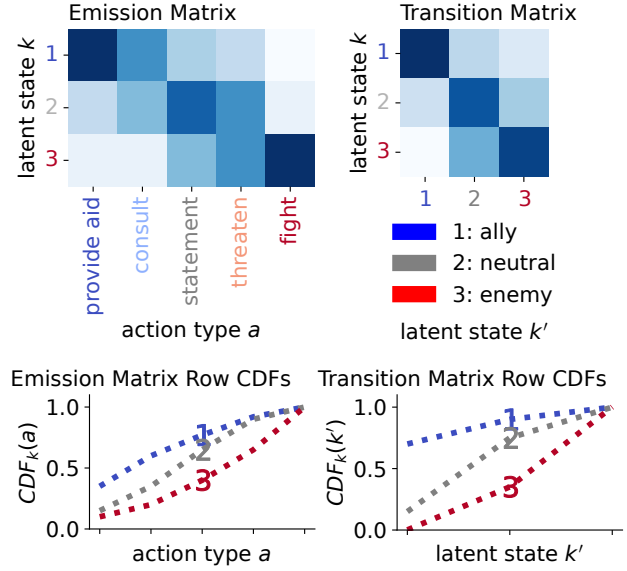 Emission Matrix
latent state k
1
2
3
provide aid
consult
statement
threaten
fight
action type a
Transition Matrix
latent state k
1
2
3
1: ally
2: neutral
3: enemy
latent state k′
Emission Matrix Row CDFs
CDFₖ(a)
1.0
0.5
0.0
1
2
3
action type a
Transition Matrix Row CDFs
CDFₖ(k′)
1.0
0.5
0.0
1
2
3
latent state k′